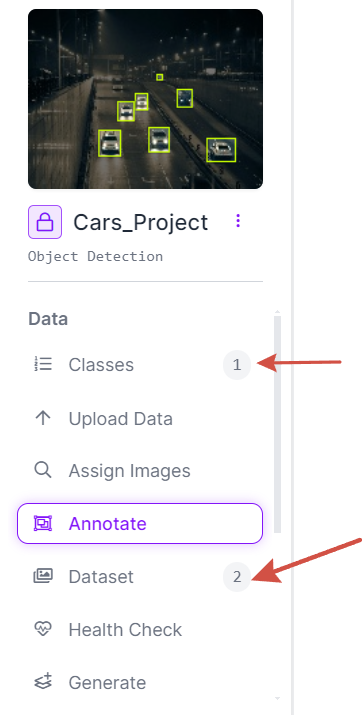 Cars_Project
Object Detection
Data
Classes 1
Upload Data
Assign Images
Annotate
Dataset 2
Health Check
Generate